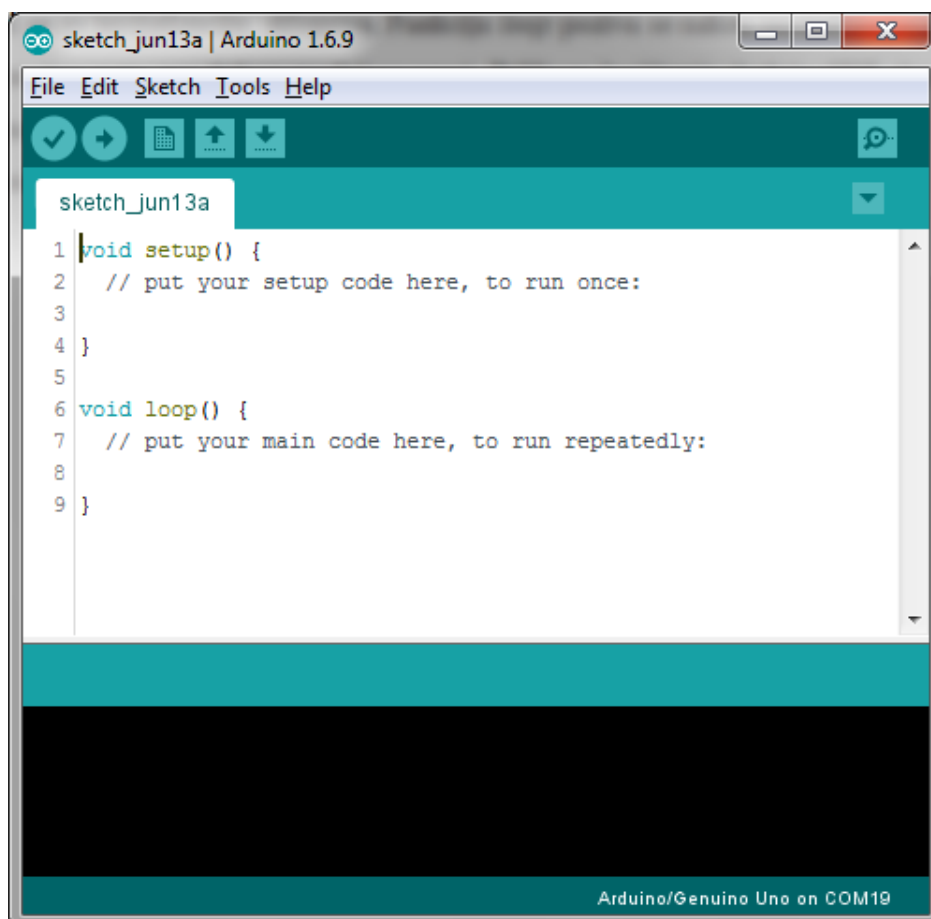 sketch_jun13a | Arduino 1.6.9
File Edit Sketch Tools Help
sketch_jun13a
1 void setup() {
2   // put your setup code here, to run once:
3
4 }
5
6 void loop() {
7   // put your main code here, to run repeatedly:
8
9 }
Arduino/Genuino Uno on COM19